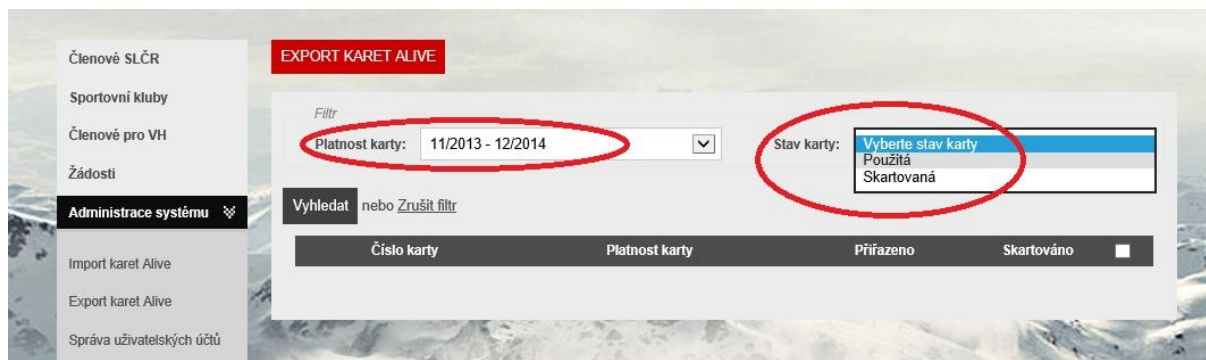 Členové SLČR
Sportovní kluby
Členové pro VH
Žádosti
Administrace systému
Import karet Alive
Export karet Alive
Správa uživatelských účtů
EXPORT KARET ALIVE
Filtr
Platnost karty: 11/2013 - 12/2014 Stav karty: Vyberte stav karty
Použitá
Skartovaná
Vyhledat nebo Zrušit filtr
Číslo karty Platnost karty Přiřazeno Skartováno